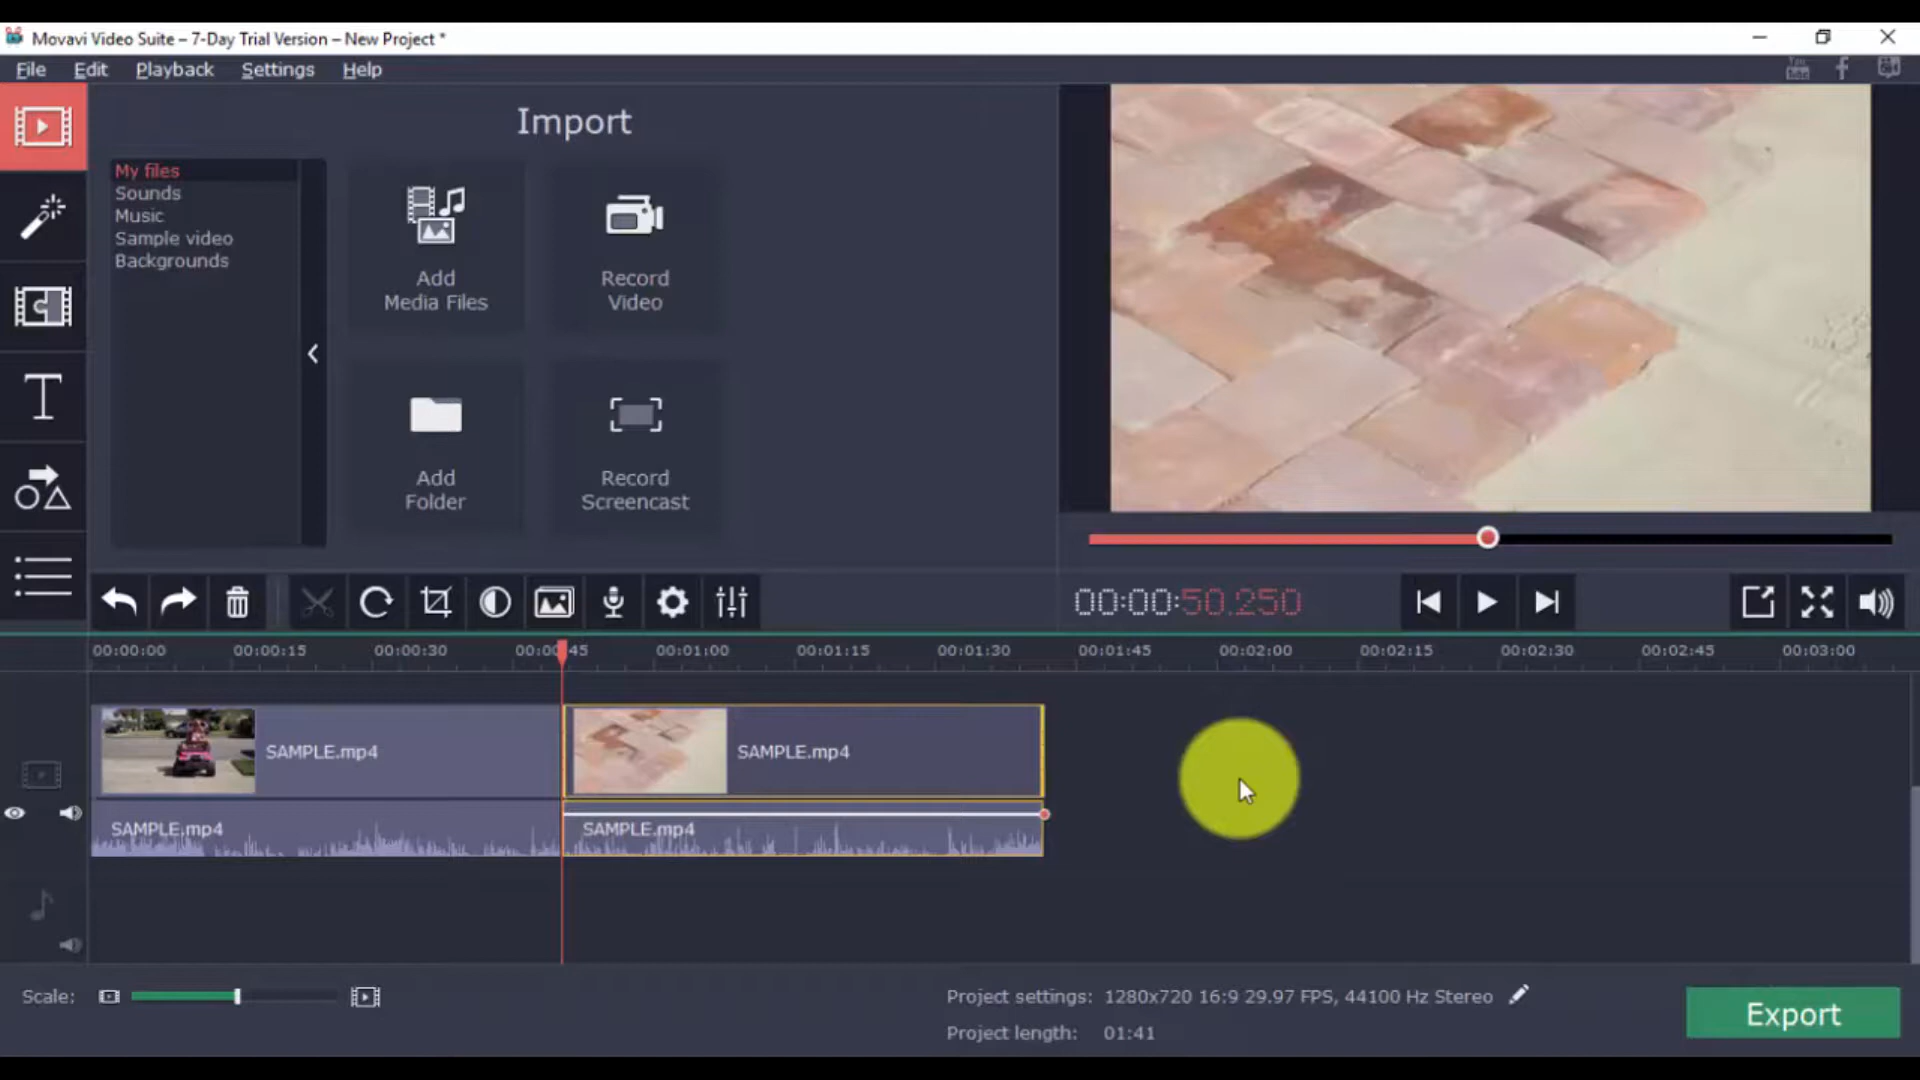 Movavi Video Suite – 7-Day Trial Version – New Project *
File Edit Playback Settings Help
You Tube
Import
My files
Sounds
Music
Sample video
Backgrounds
Add
Media Files
Record
Video
Add
Folder
Record
Screencast
00:00:50.250
00:00:00 00:00:15 00:00:30 00:00:45 00:01:00 00:01:15 00:01:30 00:01:45 00:02:00 00:02:15 00:02:30 00:02:45 00:03:00
SAMPLE.mp4 SAMPLE.mp4
SAMPLE.mp4 SAMPLE.mp4
Scale:
Project settings: 1280x720 16:9 29.97 FPS, 44100 Hz Stereo
Project length: 01:41
Export